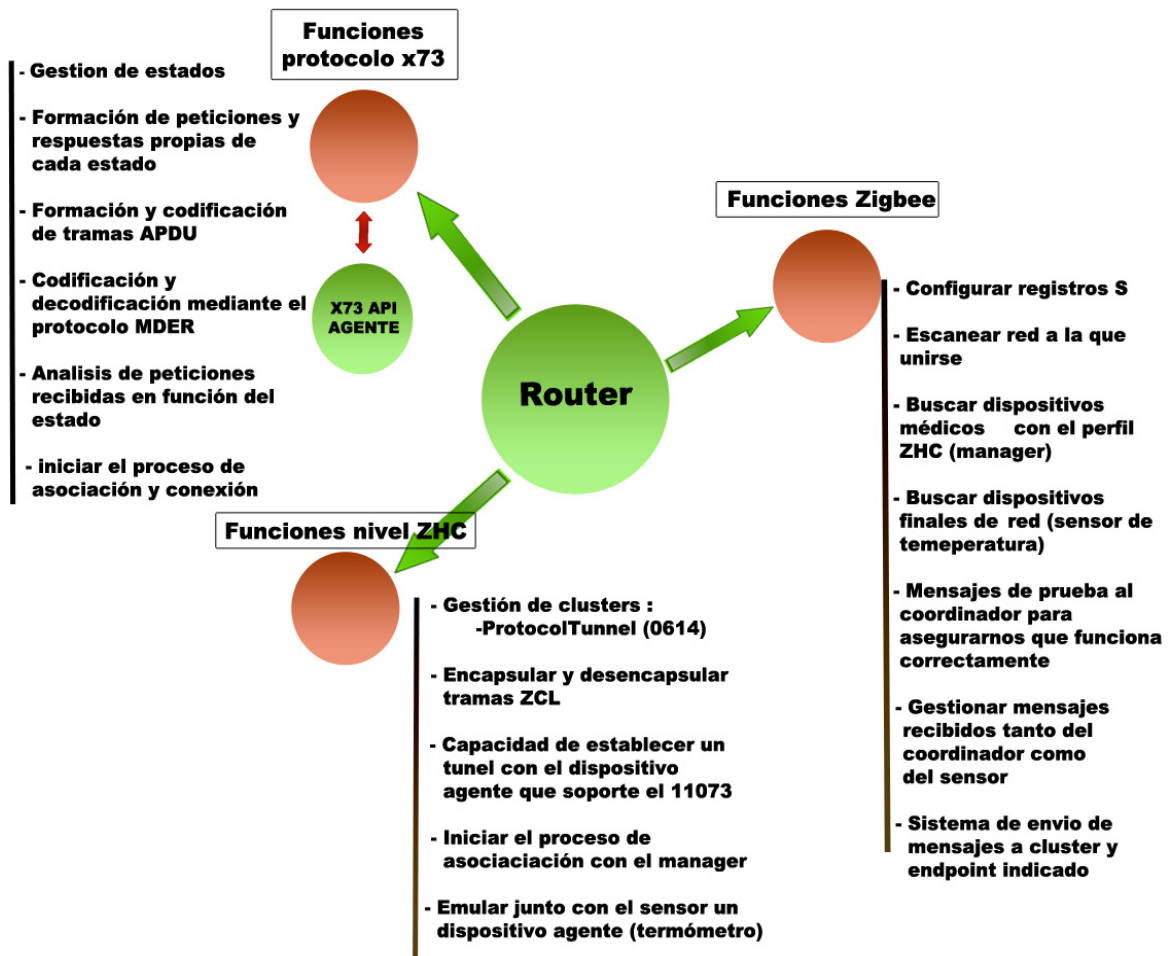 Funciones
protocolo x73
- Gestion de estados
- Formación de peticiones y
respuestas propias de
cada estado
- Formación y codificación
de tramas APDU
- Codificación y
decodificación mediante el
protocolo MDER
- Analisis de peticiones
recibidas en función del
estado
- iniciar el proceso de
asociación y conexión
X73 API
AGENTE
Router
Funciones Zigbee
- Configurar registros S
- Escanear red a la que
unirse
- Buscar dispositivos
médicos con el perfil
ZHC (manager)
- Buscar dispositivos
finales de red (sensor de
temeperatura)
- Mensajes de prueba al
coordinador para
asegurarnos que funciona
correctamente
- Gestionar mensajes
recibidos tanto del
coordinador como
del sensor
- Sistema de envio de
mensajes a cluster y
endpoint indicado
Funciones nivel ZHC
- Gestión de clusters :
-ProtocolTunnel (0614)
- Encapsular y desencapsular
tramas ZCL
- Capacidad de establecer un
tunel con el dispositivo
agente que soporte el 11073
- Iniciar el proceso de
asociaciación con el manager
- Emular junto con el sensor un
dispositivo agente (termómetro)